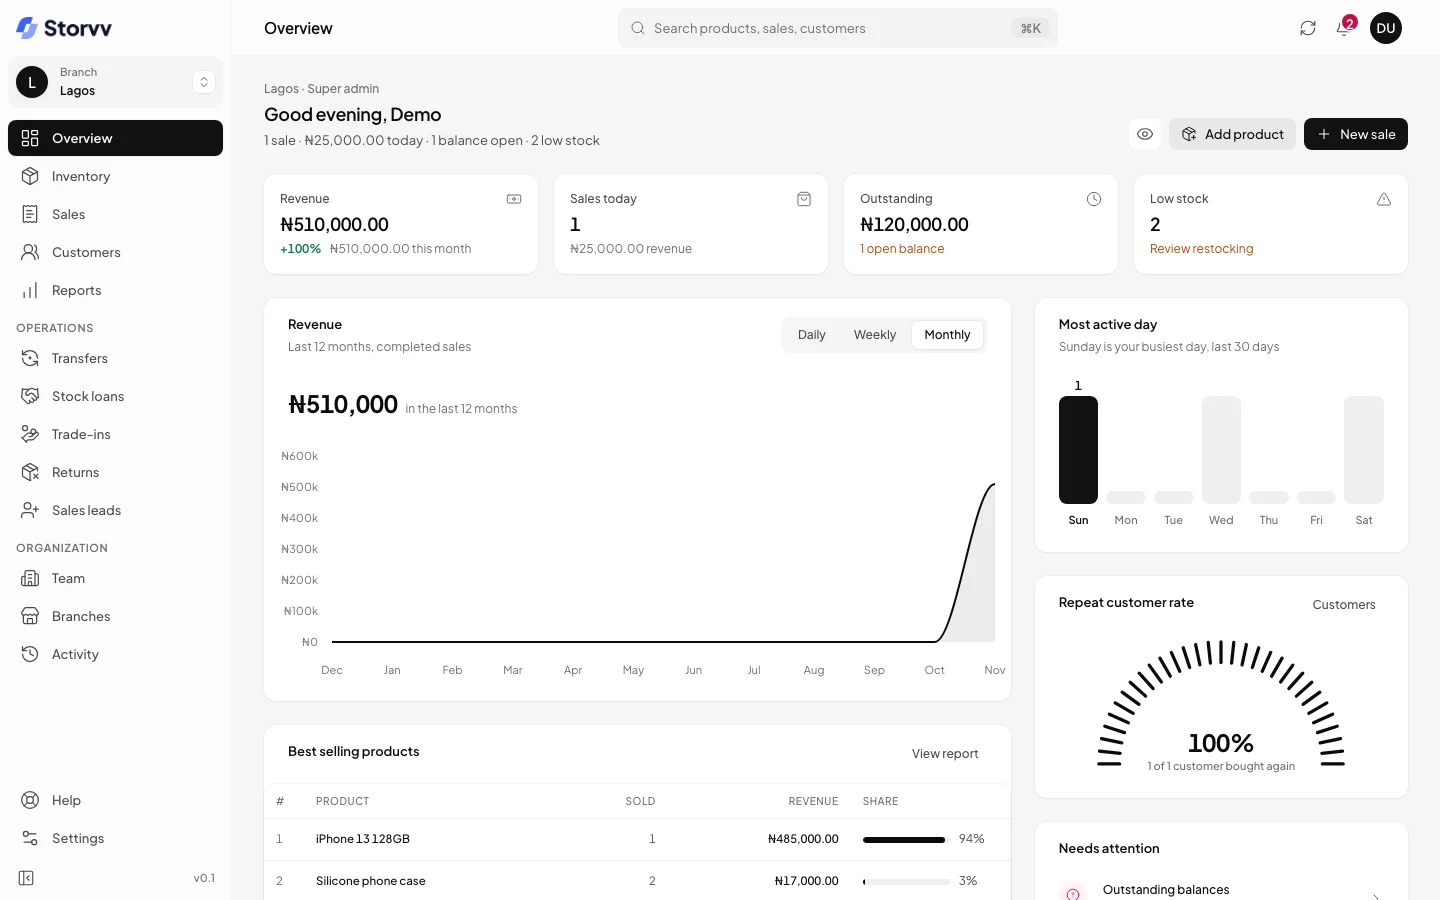 Storvv
Overview
Search products, sales, customers
⌘K
2
DU
L
Branch
Lagos
Overview
Inventory
Sales
Customers
Reports
OPERATIONS
Transfers
Stock loans
Trade-ins
Returns
Sales leads
ORGANIZATION
Team
Branches
Activity
Help
Settings
v0.1
Lagos · Super admin
Good evening, Demo
1 sale · ₦25,000.00 today · 1 balance open · 2 low stock
Add product
New sale
Revenue
₦510,000.00
+100% ₦510,000.00 this month
Sales today
1
₦25,000.00 revenue
Outstanding
₦120,000.00
1 open balance
Low stock
2
Review restocking
Revenue
Last 12 months, completed sales
Daily Weekly Monthly
₦510,000 in the last 12 months
₦600k
₦500k
₦400k
₦300k
₦200k
₦100k
₦0
Dec Jan Feb Mar Apr May Jun Jul Aug Sep Oct Nov
Most active day
Sunday is your busiest day, last 30 days
1
Sun Mon Tue Wed Thu Fri Sat
Repeat customer rate
Customers
100%
1 of 1 customer bought again
Best selling products
View report
# PRODUCT SOLD REVENUE SHARE
1 iPhone 13 128GB 1 ₦485,000.00 94%
2 Silicone phone case 2 ₦17,000.00 3%
Needs attention
Outstanding balances